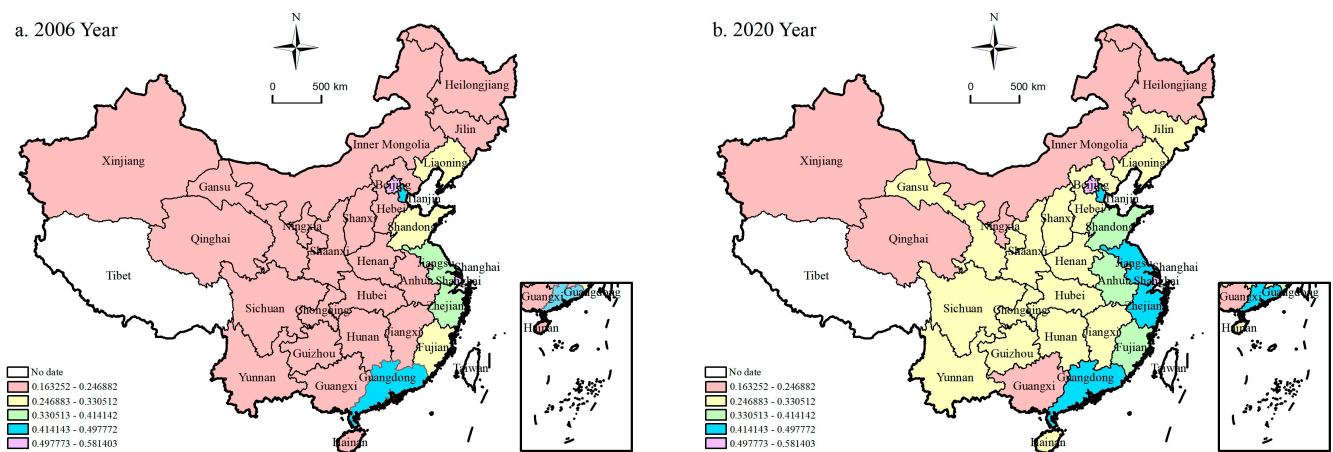 a. 2006 Year
N
0 500 km
Heilongjiang
Jilin
Inner Mongolia
Liaoning
Xinjiang
Gansu
Beijing
Tianjin
Hebei
Shanxi
Shandong
Ningxia
Qinghai
Shaanxi
Henan
Jiangsu
Shanghai
Anhui Shanghai
Tibet
Hubei
Zhejian
Sichuan
Chongqing
Hunan
Jiangxi
Guizhou
Fujian
Yunnan
Guangxi
Guangdong
Taiwan
Hainan
Guangxi
Guangdong
Hainan
No date
0.163252 - 0.246882
0.246883 - 0.330512
0.330513 - 0.414142
0.414143 - 0.497772
0.497773 - 0.581403
b. 2020 Year
N
0 500 km
Heilongjiang
Jilin
Inner Mongolia
Liaoning
Xinjiang
Gansu
Beijing
Tianjin
Hebei
Shanxi
Shandong
Ningxia
Qinghai
Shaanxi
Henan
Jiangsu
Shanghai
Anhui Shanghai
Tibet
Hubei
Zhejian
Sichuan
Chongqing
Hunan
Jiangxi
Guizhou
Fujian
Yunnan
Guangxi
Guangdong
Taiwan
Hainan
Guangxi
Guangdong
Hainan
No date
0.163252 - 0.246882
0.246883 - 0.330512
0.330513 - 0.414142
0.414143 - 0.497772
0.497773 - 0.581403